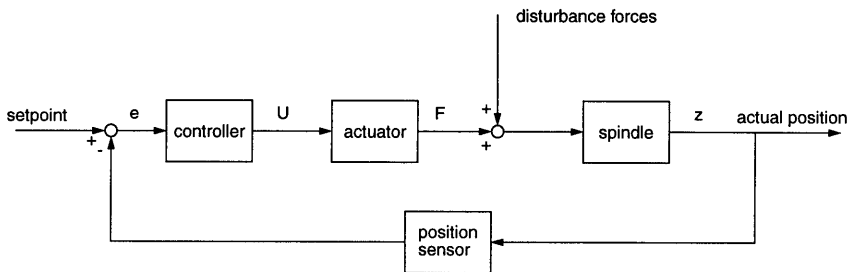 disturbance forces
setpoint
e
controller
U
actuator
F
+
+
spindle
z
actual position
+
-
position
sensor